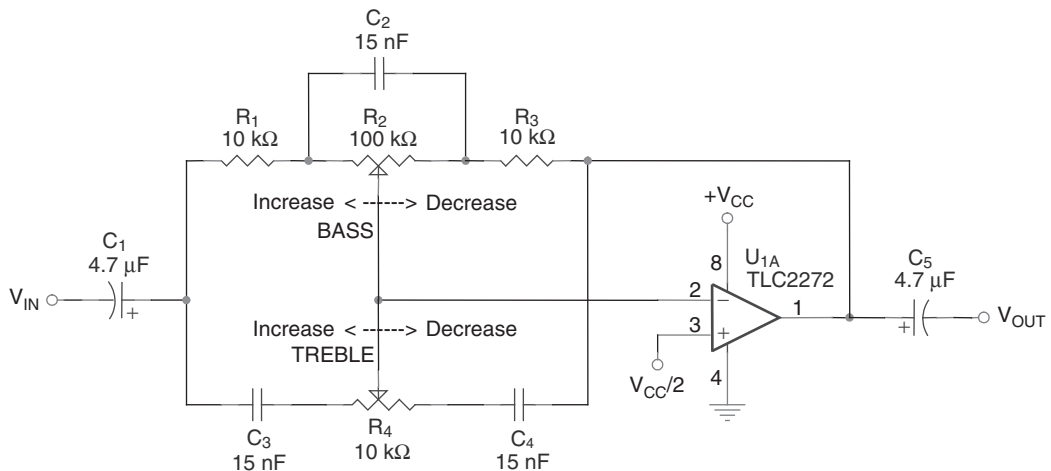 C2
15 nF
R1
10 kΩ
R2
100 kΩ
R3
10 kΩ
Increase < ------> Decrease
BASS
+VCC
C1
4.7 μF
8
U1A
TLC2272
C5
4.7 μF
VIN
+
2
−
1
+
VOUT
3
+
Increase < ------> Decrease
TREBLE
VCC/2
4
C3
15 nF
R4
10 kΩ
C4
15 nF